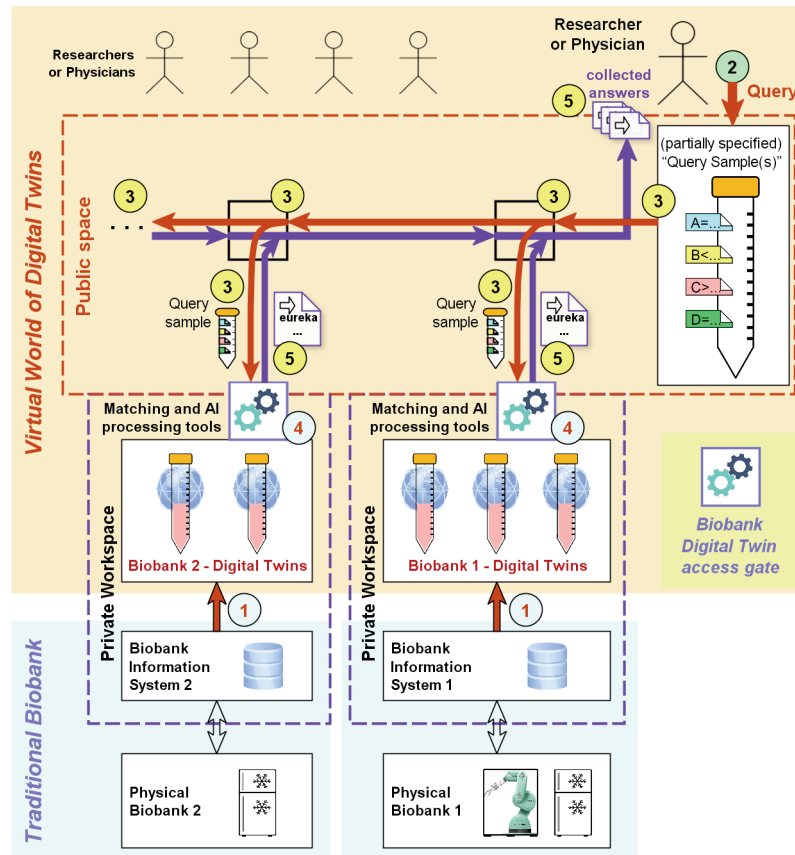 Researchers
or Physicians
Researcher
or Physician
2
Query
collected
answers
5
(partially specified)
“Query Sample(s)”
A=...
B<...
C>...
D=...
Virtual World of Digital Twins
Public space
3
. . .
3
3
3
3
Query
sample
eureka
...
5
3
Query
sample
eureka
...
5
Matching and AI
processing tools
4
Matching and AI
processing tools
4
Biobank 2 - Digital Twins
Biobank 1 - Digital Twins
Biobank
Digital Twin
access gate
Private Workspace
Private Workspace
1
1
Traditional Biobank
Biobank
Information
System 2
Biobank
Information
System 1
Physical
Biobank 2
Physical
Biobank 1